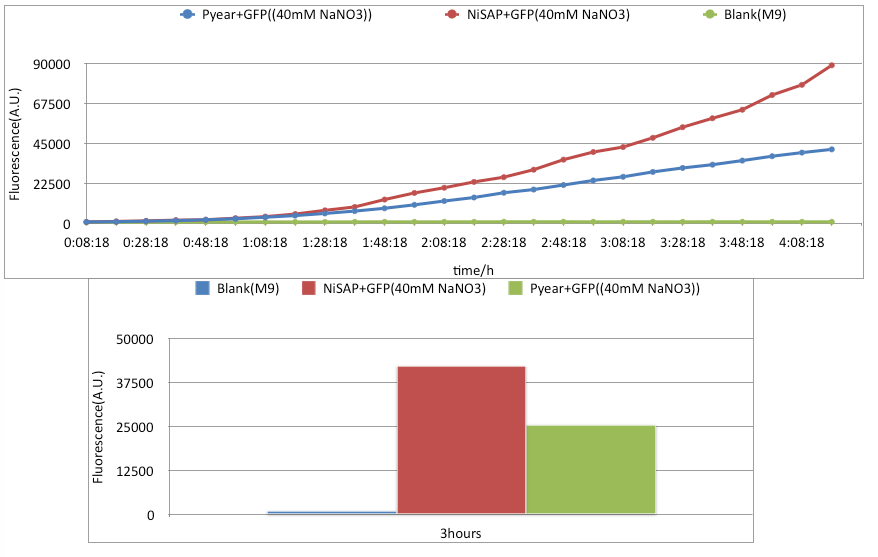 Pyear+GFP((40mM NaNO3)) NiSAP+GFP(40mM NaNO3) Blank(M9)
90000
67500
45000
22500
0
Fluorescence(A.U.)
0:08:18 0:28:18 0:48:18 1:08:18 1:28:18 1:48:18 2:08:18 2:28:18 2:48:18 3:08:18 3:28:18 3:48:18 4:08:18
time/h
Blank(M9) NiSAP+GFP(40mM NaNO3) Pyear+GFP((40mM NaNO3))
50000
37500
25000
12500
0
Fluorescence(A.U.)
3hours